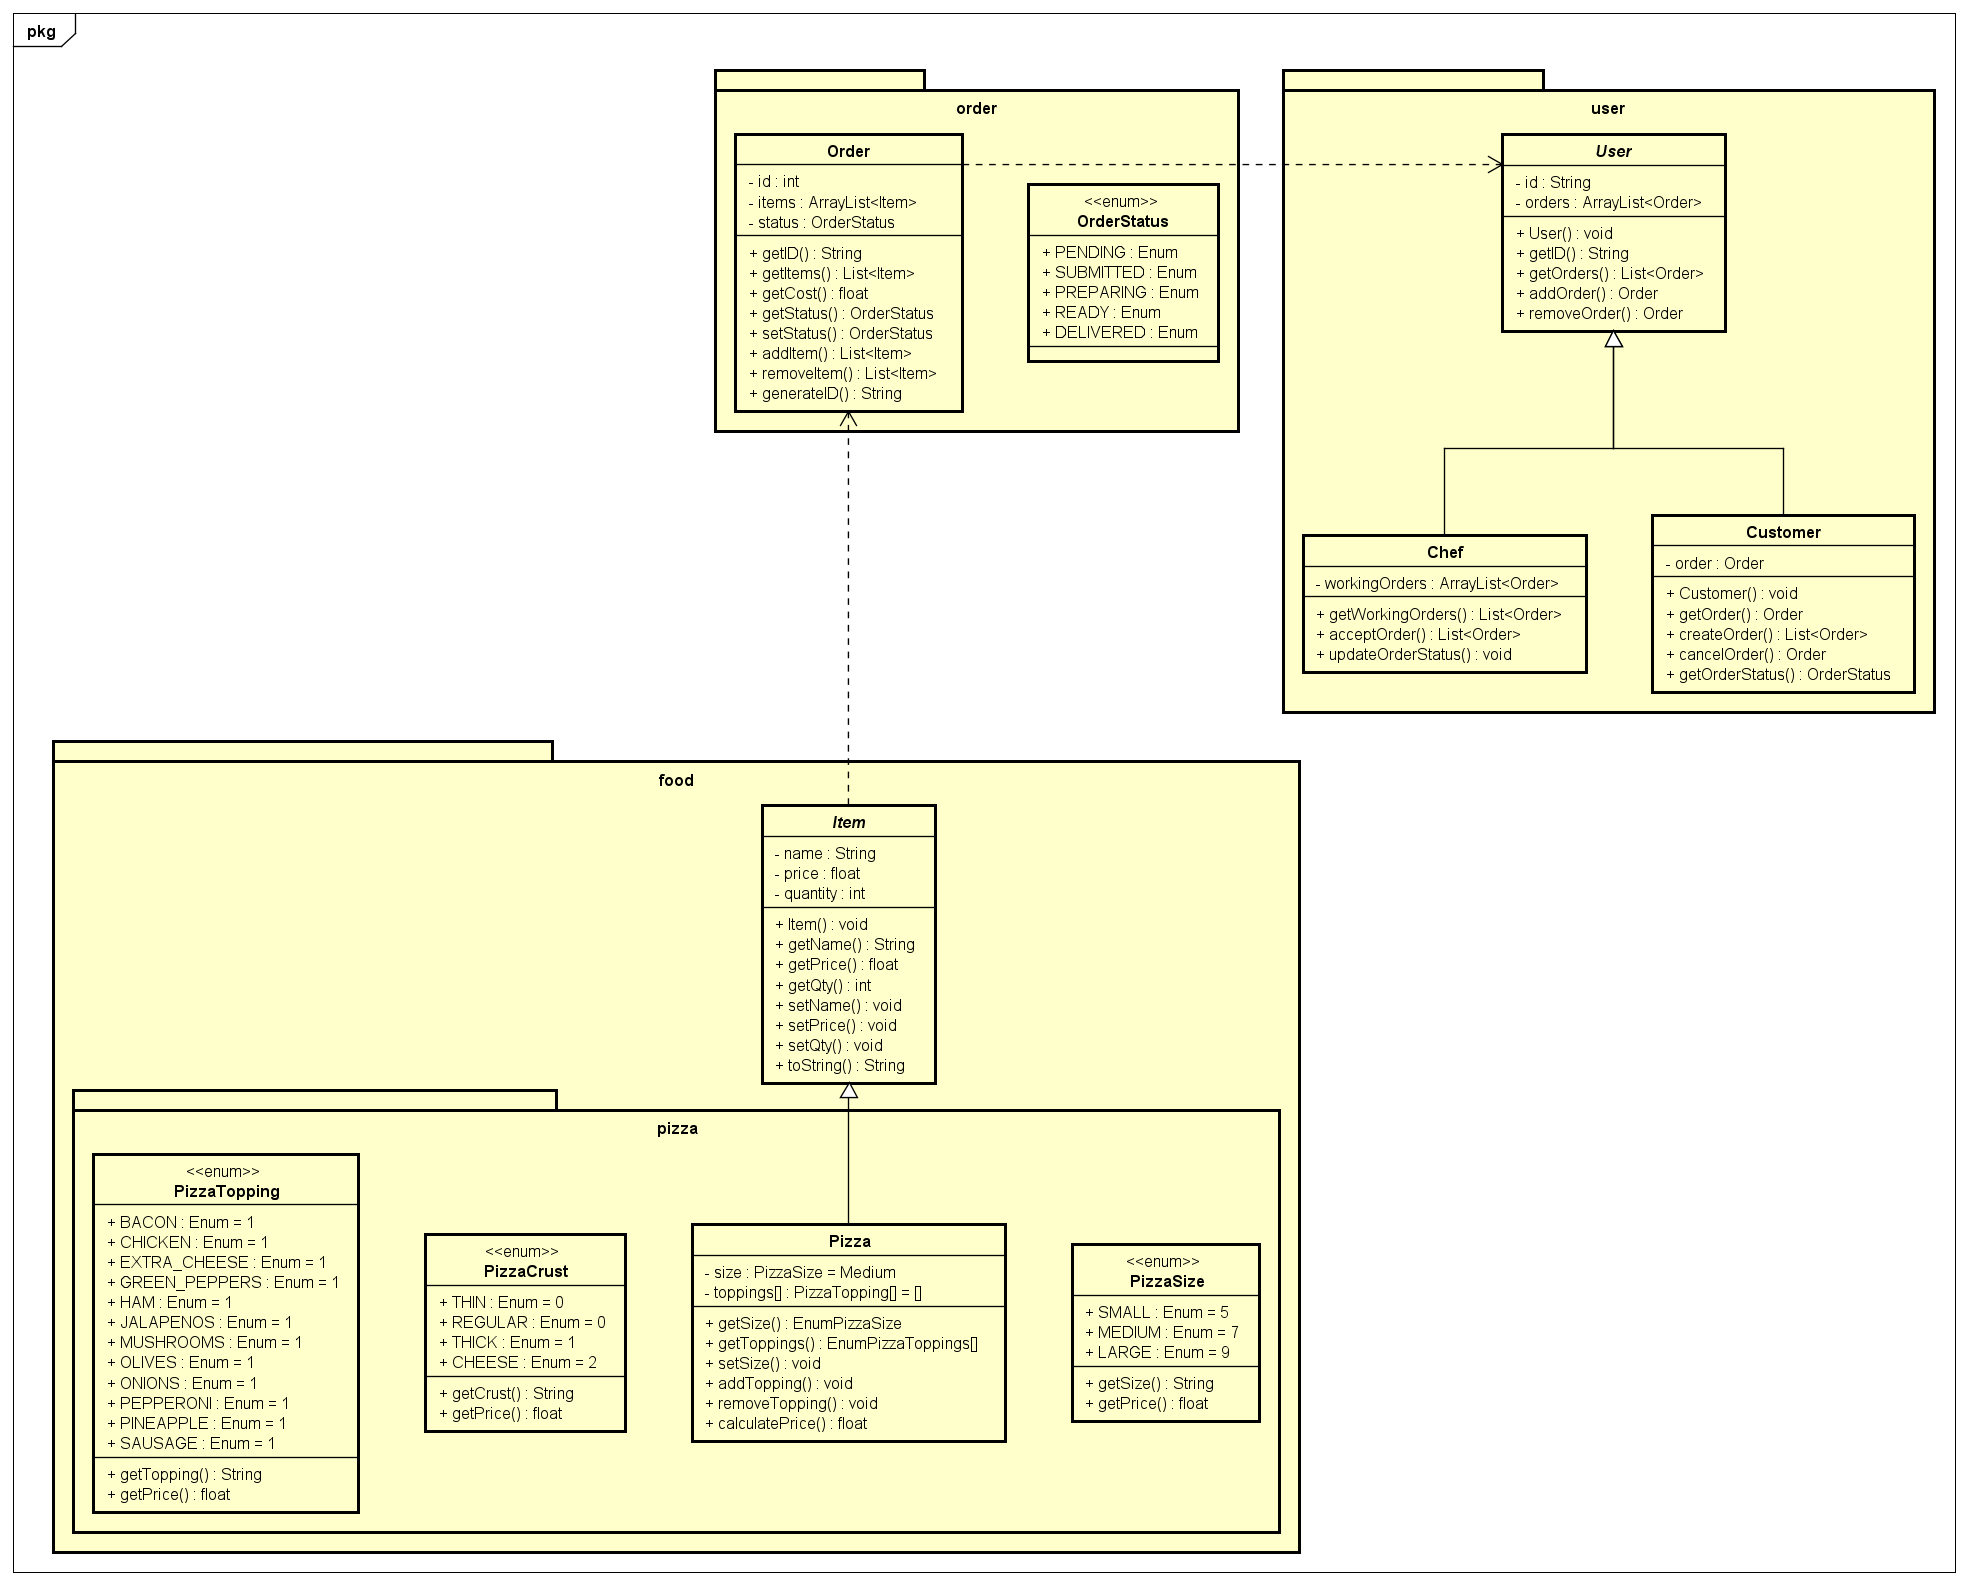 pkg
order
Order
- id : int
- items : ArrayList<Item>
- status : OrderStatus
+ getID() : String
+ getItems() : List<Item>
+ getCost() : float
+ getStatus() : OrderStatus
+ setStatus() : OrderStatus
+ addItem() : List<Item>
+ removeItem() : List<Item>
+ generateID() : String
<<enum>>
OrderStatus
+ PENDING : Enum
+ SUBMITTED : Enum
+ PREPARING : Enum
+ READY : Enum
+ DELIVERED : Enum
user
User
- id : String
- orders : ArrayList<Order>
+ User() : void
+ getID() : String
+ getOrders() : List<Order>
+ addOrder() : Order
+ removeOrder() : Order
Chef
- workingOrders : ArrayList<Order>
+ getWorkingOrders() : List<Order>
+ acceptOrder() : List<Order>
+ updateOrderStatus() : void
Customer
- order : Order
+ Customer() : void
+ getOrder() : Order
+ createOrder() : List<Order>
+ cancelOrder() : Order
+ getOrderStatus() : OrderStatus
food
Item
- name : String
- price : float
- quantity : int
+ Item() : void
+ getName() : String
+ getPrice() : float
+ getQty() : int
+ setName() : void
+ setPrice() : void
+ setQty() : void
+ toString() : String
pizza
<<enum>>
PizzaTopping
+ BACON : Enum = 1
+ CHICKEN : Enum = 1
+ EXTRA_CHEESE : Enum = 1
+ GREEN_PEPPERS : Enum = 1
+ HAM : Enum = 1
+ JALAPENOS : Enum = 1
+ MUSHROOMS : Enum = 1
+ OLIVES : Enum = 1
+ ONIONS : Enum = 1
+ PEPPERONI : Enum = 1
+ PINEAPPLE : Enum = 1
+ SAUSAGE : Enum = 1
+ getTopping() : String
+ getPrice() : float
<<enum>>
PizzaCrust
+ THIN : Enum = 0
+ REGULAR : Enum = 0
+ THICK : Enum = 1
+ CHEESE : Enum = 2
+ getCrust() : String
+ getPrice() : float
Pizza
- size : PizzaSize = Medium
- toppings[] : PizzaTopping[] = []
+ getSize() : EnumPizzaSize
+ getToppings() : EnumPizzaToppings[]
+ setSize() : void
+ addTopping() : void
+ removeTopping() : void
+ calculatePrice() : float
<<enum>>
PizzaSize
+ SMALL : Enum = 5
+ MEDIUM : Enum = 7
+ LARGE : Enum = 9
+ getSize() : String
+ getPrice() : float